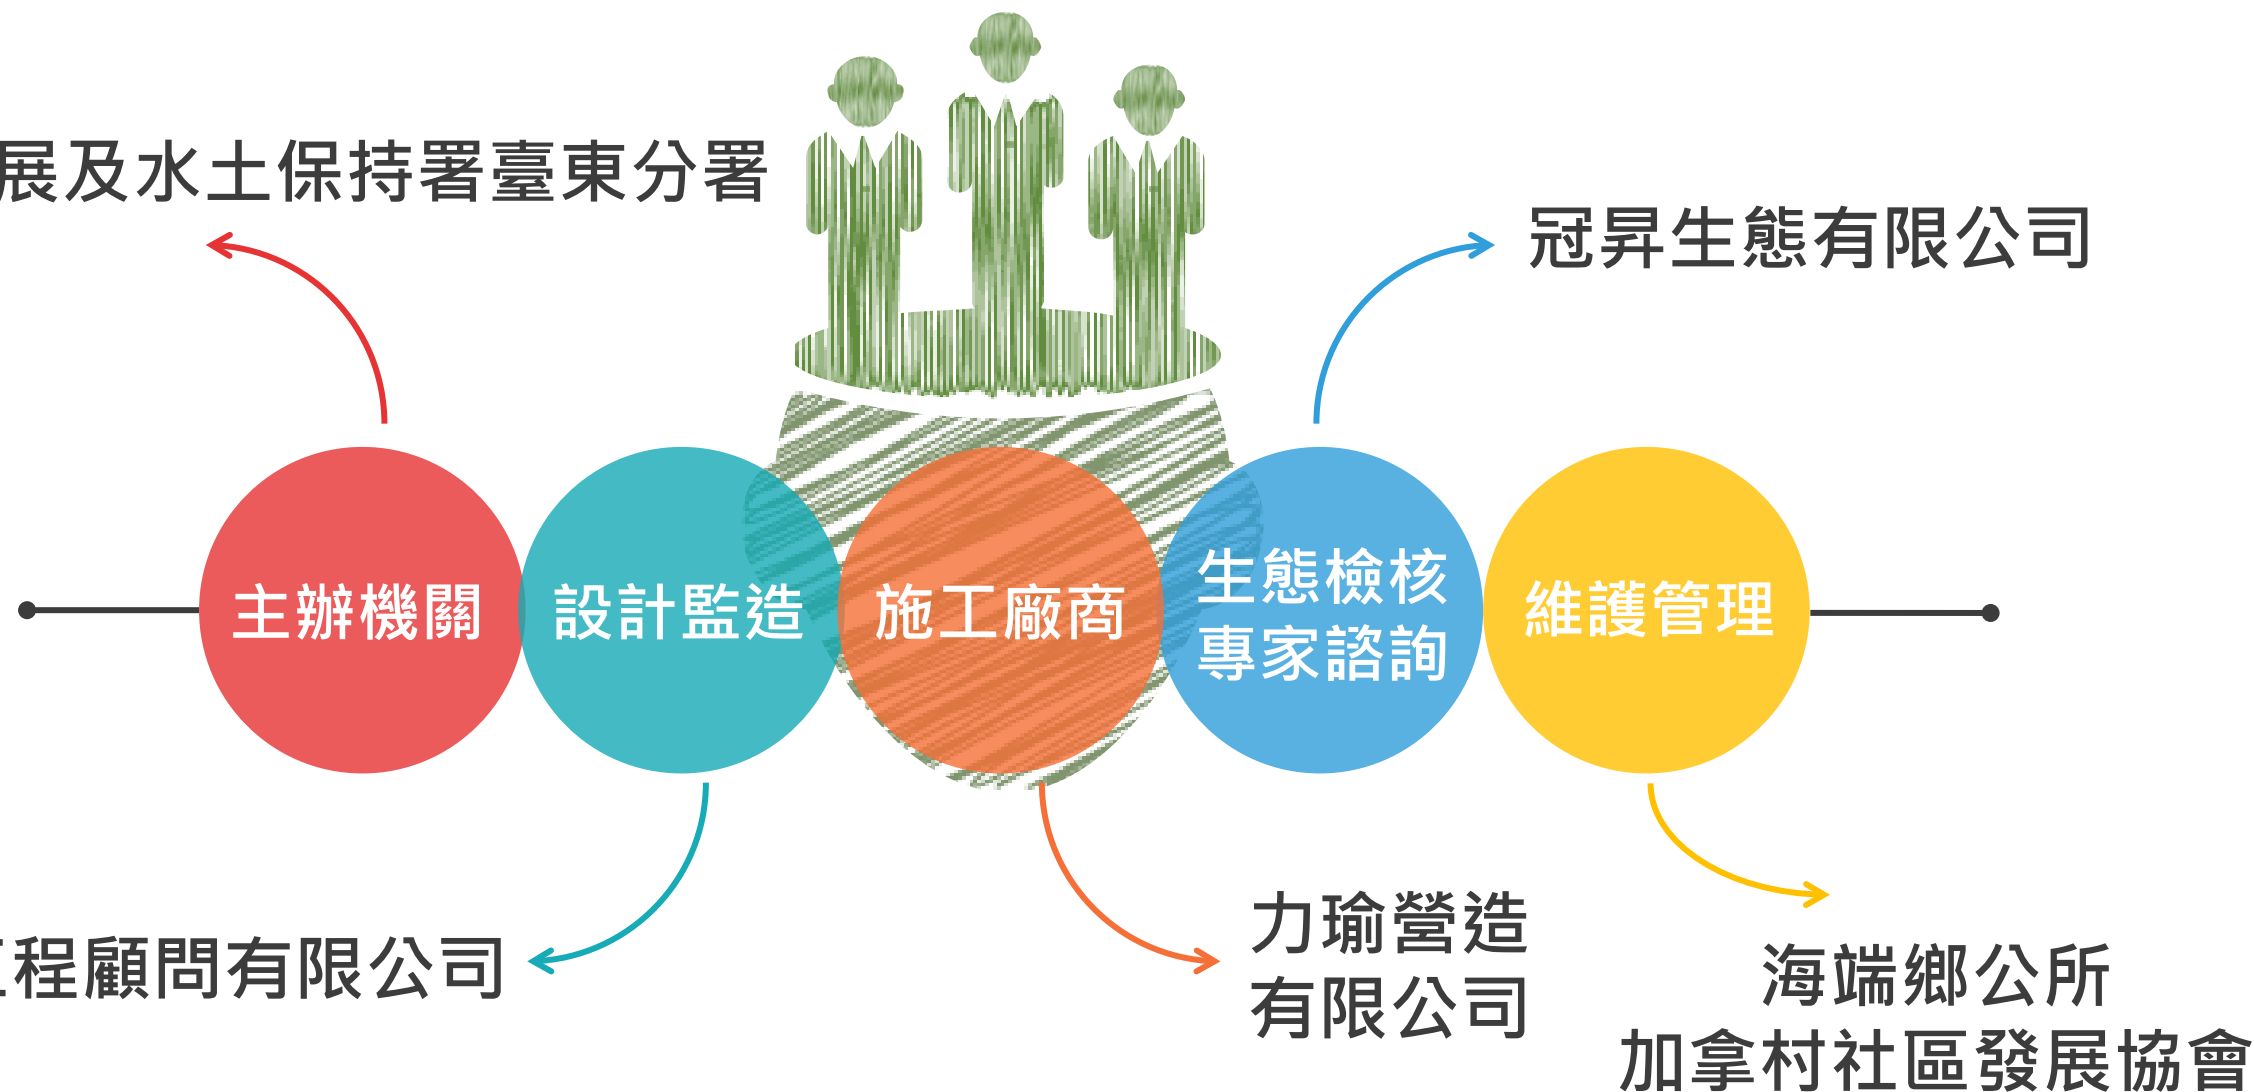 展及水土保持署臺東分署
冠昇生態有限公司
主辦機關
設計監造
施工廠商
生態檢核
專家諮詢
維護管理
工程顧問有限公司
力瑜營造
有限公司
海端鄉公所
加拿村社區發展協會